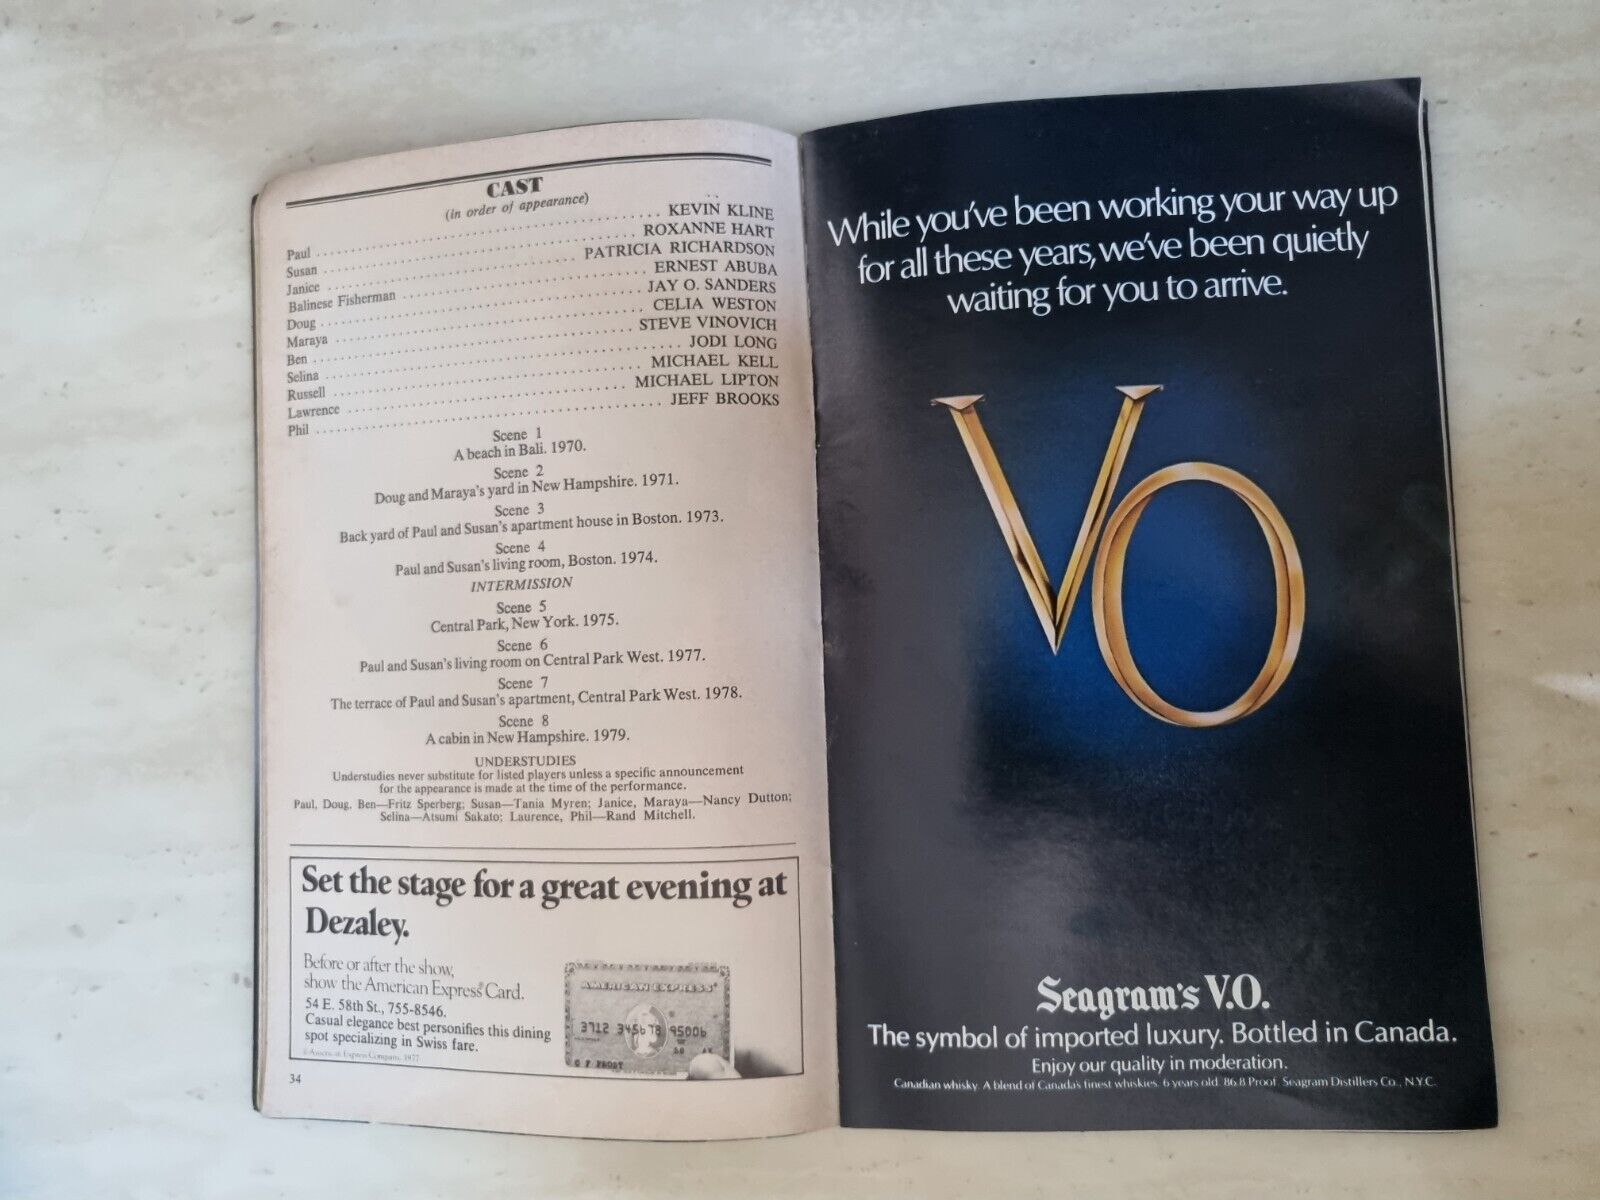 CAST
(in order of appearance)
Paul ........ KEVIN KLINE
Susan ........ ROXANNE HART
Janice ........ PATRICIA RICHARDSON
Balinese Fisherman ........ ERNEST ABUBA
Doug ........ JAY O. SANDERS
Maraya ........ CELIA WESTON
Ben ........ STEVE VINOVICH
Selina ........ JODI LONG
Russell ........ MICHAEL KELL
Lawrence ........ MICHAEL LIPTON
Phil ........ JEFF BROOKS
Scene 1
A beach in Bali. 1970.
Scene 2
Doug and Maraya's yard in New Hampshire. 1971.
Scene 3
Back yard of Paul and Susan's apartment house in Boston. 1973.
Scene 4
Paul and Susan's living room, Boston. 1974.
INTERMISSION
Scene 5
Central Park, New York. 1975.
Scene 6
Paul and Susan's living room on Central Park West. 1977.
Scene 7
The terrace of Paul and Susan's apartment, Central Park West. 1978.
Scene 8
A cabin in New Hampshire. 1979.
UNDERSTUDIES
Understudies never substitute for listed players unless a specific announcement
for the appearance is made at the time of the performance.
Paul, Doug, Ben—Fritz Sperberg; Susan—Tania Myren; Janice, Maraya—Nancy Dutton;
Selina—Atsumi Sakato; Laurence, Phil—Rand Mitchell.
Set the stage for a great evening at
Dezaley.
Before or after the show,
show the American Express® Card.
54 E. 58th St., 755-8546.
Casual elegance best personifies this dining
spot specializing in Swiss fare.
© American Express Company, 1977
AMERICAN EXPRESS®
3712 345678 95006
C F FROST
34
While you've been working your way up
for all these years, we've been quietly
waiting for you to arrive.
VO
Seagram's V.O.
The symbol of imported luxury. Bottled in Canada.
Enjoy our quality in moderation.
Canadian whisky. A blend of Canada's finest whiskies. 6 years old. 86.8 Proof. Seagram Distillers Co., N.Y.C.